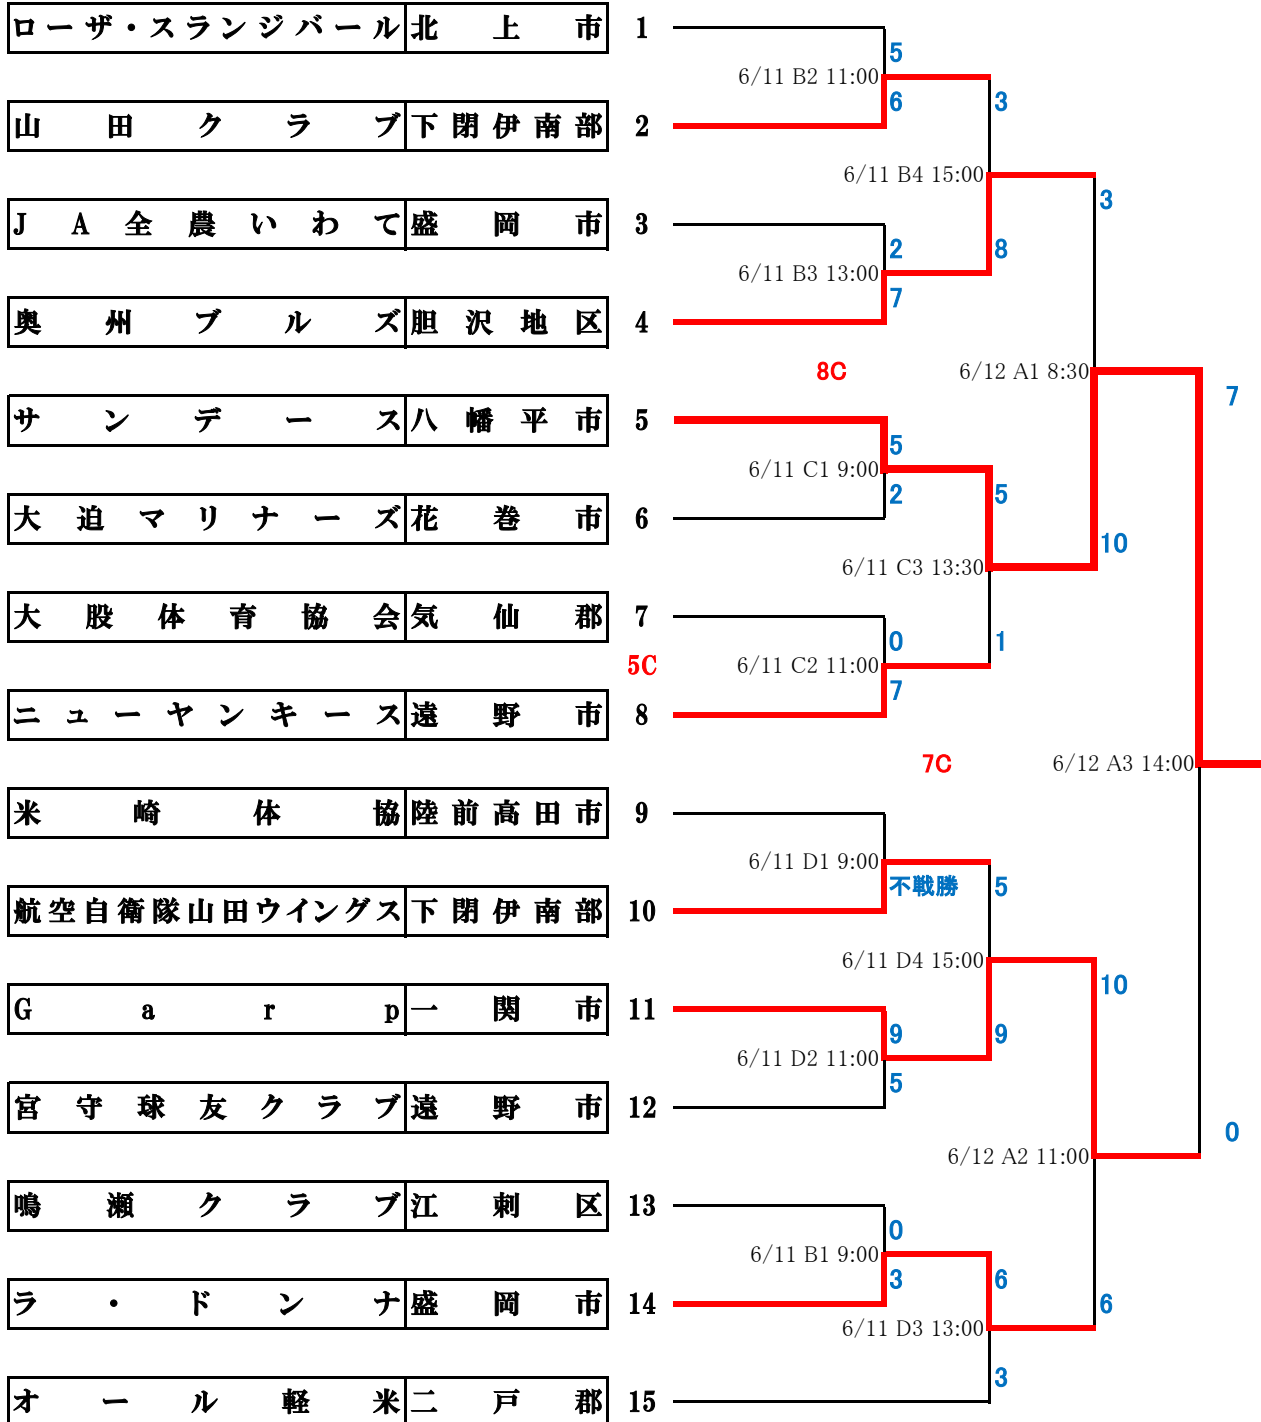 ローザ・スランジバール 北上市 1
5
6/11 B2 11:00
6 3
山田クラブ 下閉伊南部 2
6/11 B4 15:00
3
JA全農いわて 盛岡市 3
2 8
6/11 B3 13:00
7
奥州ブルズ 胆沢地区 4
8C 6/12 A1 8:30
7
サンデース 八幡平市 5
5
6/11 C1 9:00
2 5
大迫マリナーズ 花巻市 6
10
6/11 C3 13:30
大股体育協会 気仙郡 7
0 1
5C 6/11 C2 11:00
7
ニューヤンキース 遠野市 8
7C 6/12 A3 14:00
米崎体協 陸前高田市 9
6/11 D1 9:00
不戦勝 5
航空自衛隊山田ウイングス 下閉伊南部 10
6/11 D4 15:00
10
Garp 一関市 11
9 9
6/11 D2 11:00
5
宮守球友クラブ 遠野市 12
0
6/12 A2 11:00
鳴瀬クラブ 江刺区 13
0
6/11 B1 9:00
3 6
ラ・ドンナ 盛岡市 14
6
6/11 D3 13:00
3
オール軽米 二戸郡 15